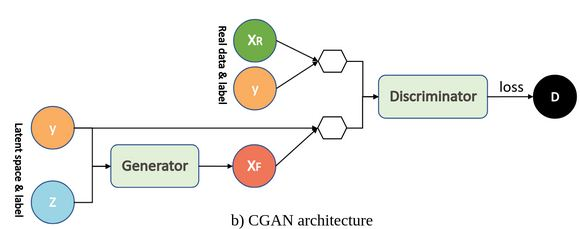 Real data & label
XR
y
Discriminator
loss
D
Latent space & label
y
Z
Generator
XF
b) CGAN architecture